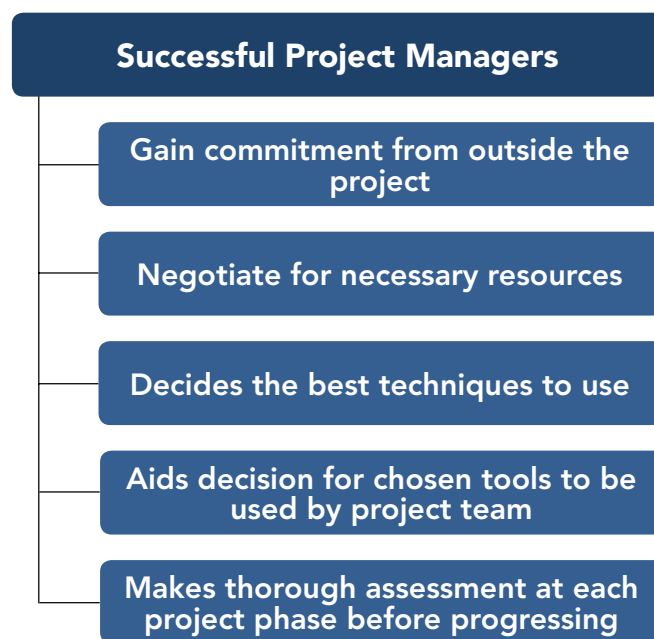 Successful Project Managers
Gain commitment from outside the
project
Negotiate for necessary resources
Decides the best techniques to use
Aids decision for chosen tools to be
used by project team
Makes thorough assessment at each
project phase before progressing